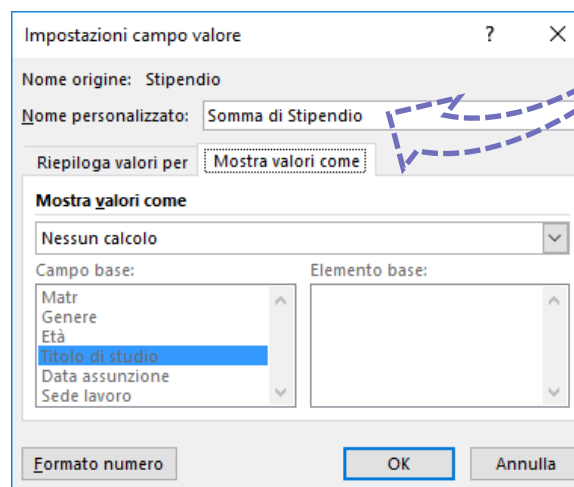 Impostazioni campo valore ?
Nome origine: Stipendio
Nome personalizzato: Somma di Stipendio
Riepiloga valori per Mostra valori come
Mostra valori come
Nessun calcolo
Campo base: Elemento base:
Matr
Genere
Età
Titolo di studio
Data assunzione
Sede lavoro
Formato numero OK Annulla